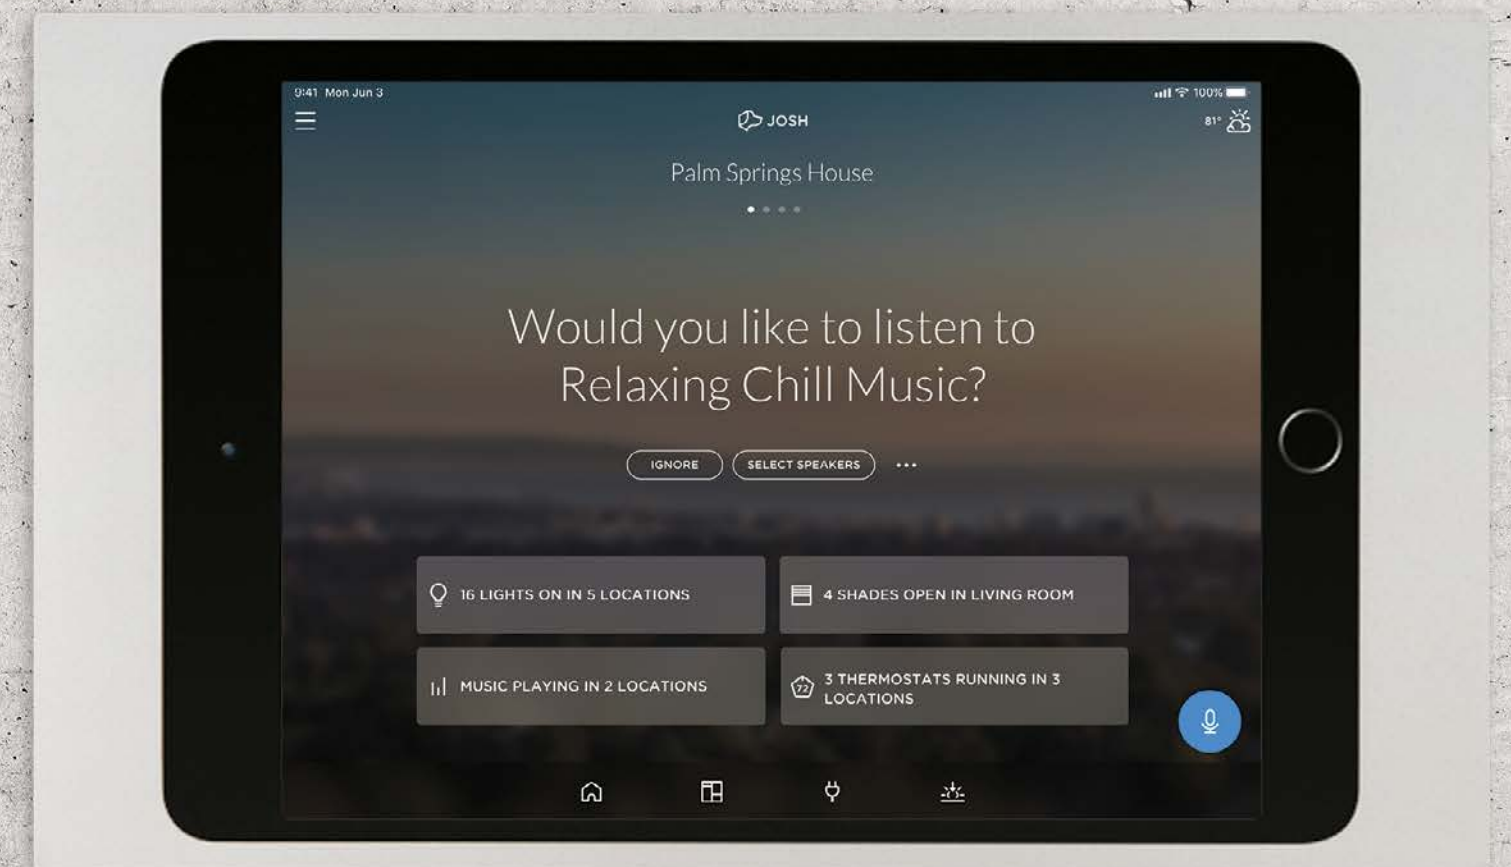 9:41 Mon Jun 3
100%
JOSH
81°
Palm Springs House
Would you like to listen to
Relaxing Chill Music?
IGNORE
SELECT SPEAKERS
16 LIGHTS ON IN 5 LOCATIONS
4 SHADES OPEN IN LIVING ROOM
MUSIC PLAYING IN 2 LOCATIONS
72
3 THERMOSTATS RUNNING IN 3
LOCATIONS